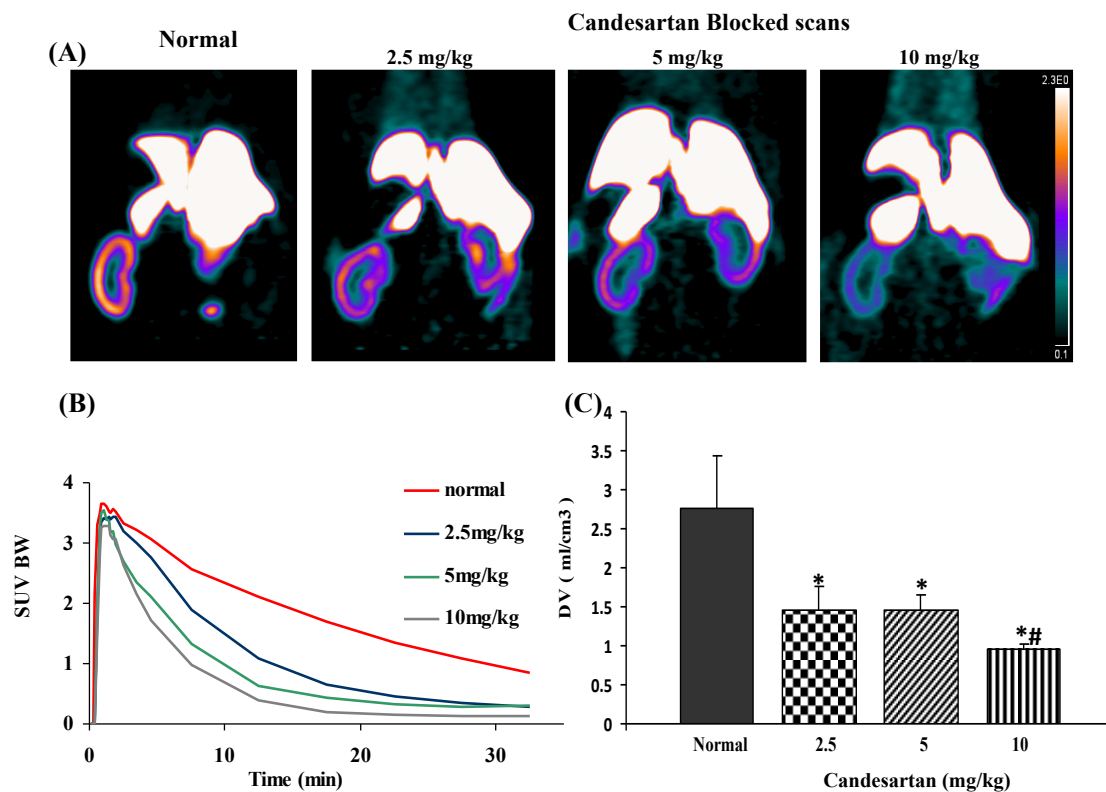 Candesartan Blocked scans
Normal
(A)
2.5 mg/kg
5 mg/kg
10 mg/kg
2.3E0
0.1
(B)
4
3
2
1
0
SUV BW
normal
2.5mg/kg
5mg/kg
10mg/kg
0
10
20
30
Time (min)
(C)
4
3.5
3
2.5
2
1.5
1
0.5
0
DV ( ml/cm3 )
*
*
*#
Normal
2.5
5
10
Candesartan (mg/kg)